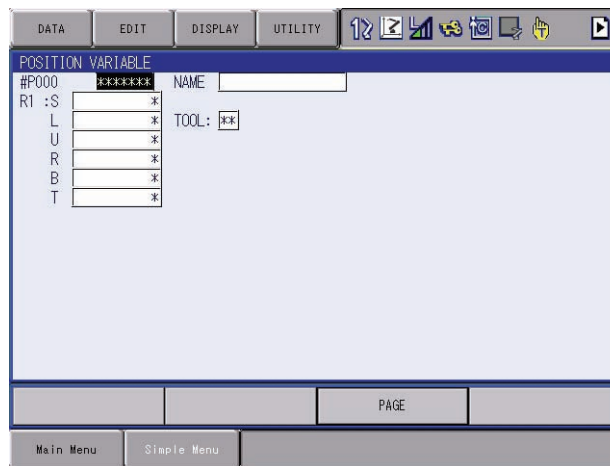 DATA EDIT DISPLAY UTILITY
POSITION VARIABLE
#P000 ******* NAME
R1 :S *
L * TOOL: **
U *
R *
B *
T *
PAGE
Main Menu Simple Menu